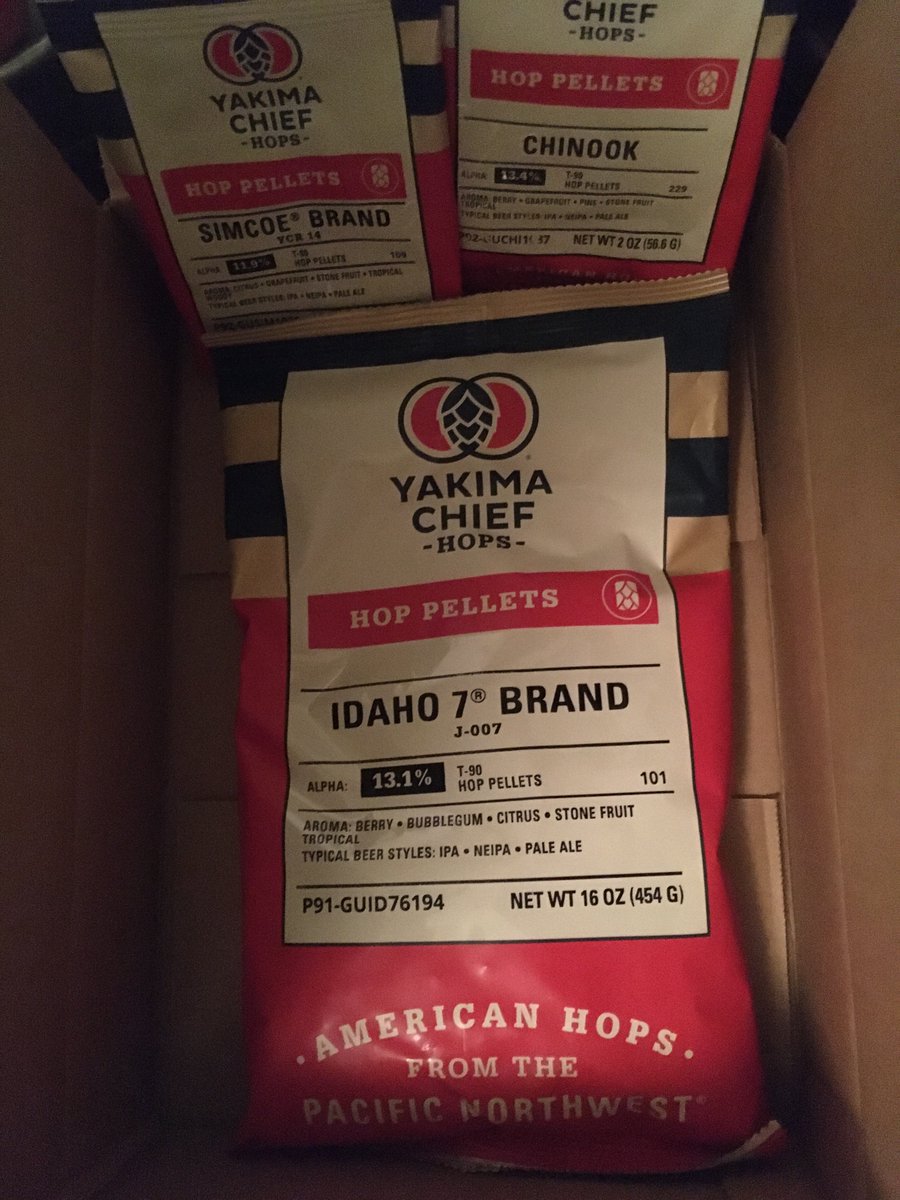 YAKIMA
CHIEF
-HOPS-
HOP PELLETS
SIMCOE® BRAND
YCR 14
ALPHA 11.9% T-90
HOP PELLETS 109
AROMA: CITRUS • GRAPEFRUIT • STONE FRUIT • TROPICAL
WOODY
TYPICAL BEER STYLES: IPA • NEIPA • PALE ALE
CHIEF
-HOPS-
HOP PELLETS
CHINOOK
ALPHA: 13.4% T-90
HOP PELLETS 229
AROMA: BERRY • GRAPEFRUIT • PINE • STONE FRUIT
TROPICAL
TYPICAL BEER STYLES: IPA • NEIPA • PALE ALE
NET WT 2 OZ (56.6 G)
AMERICAN
YAKIMA
CHIEF
-HOPS-
HOP PELLETS
IDAHO 7® BRAND
J-007
ALPHA: 13.1% T-90
HOP PELLETS 101
AROMA: BERRY • BUBBLEGUM • CITRUS • STONE FRUIT
TROPICAL
TYPICAL BEER STYLES: IPA • NEIPA • PALE ALE
P91-GUID76194 NET WT 16 OZ (454 G)
• AMERICAN HOPS •
FROM THE
PACIFIC NORTHWEST®